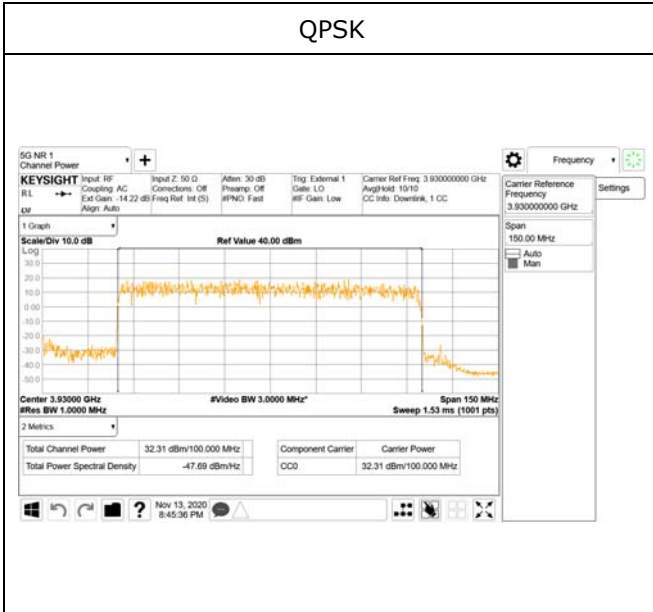 QPSK
5G NR 1
Channel Power
+
Frequency
KEYSIGHT
RL
Input: RF
Coupling: AC
Ext Gain: -14.22 dB
Align: Auto
Input Z: 50 Ω
Corrections: Off
Freq Ref: Int (S)
Atten: 30 dB
Preamp: Off
#PNO: Fast
Trig: External 1
Gate: LO
#IF Gain: Low
Carrier Ref Freq: 3.930000000 GHz
Avg|Hold: 10/10
CC Info: Downlink, 1 CC
Carrier Reference
Frequency
3.930000000 GHz
Settings
Span
150.00 MHz
Auto
Man
1 Graph
Scale/Div 10.0 dB
Ref Value 40.00 dBm
Log
30.0
20.0
10.0
0.00
-10.0
-20.0
-30.0
-40.0
-50.0
Center 3.93000 GHz
#Video BW 3.0000 MHz*
Span 150 MHz
#Res BW 1.0000 MHz
Sweep 1.53 ms (1001 pts)
2 Metrics
Total Channel Power 32.31 dBm/100.000 MHz
Total Power Spectral Density -47.69 dBm/Hz
Component Carrier Carrier Power
CC0 32.31 dBm/100.000 MHz
?
Nov 13, 2020
8:45:36 PM